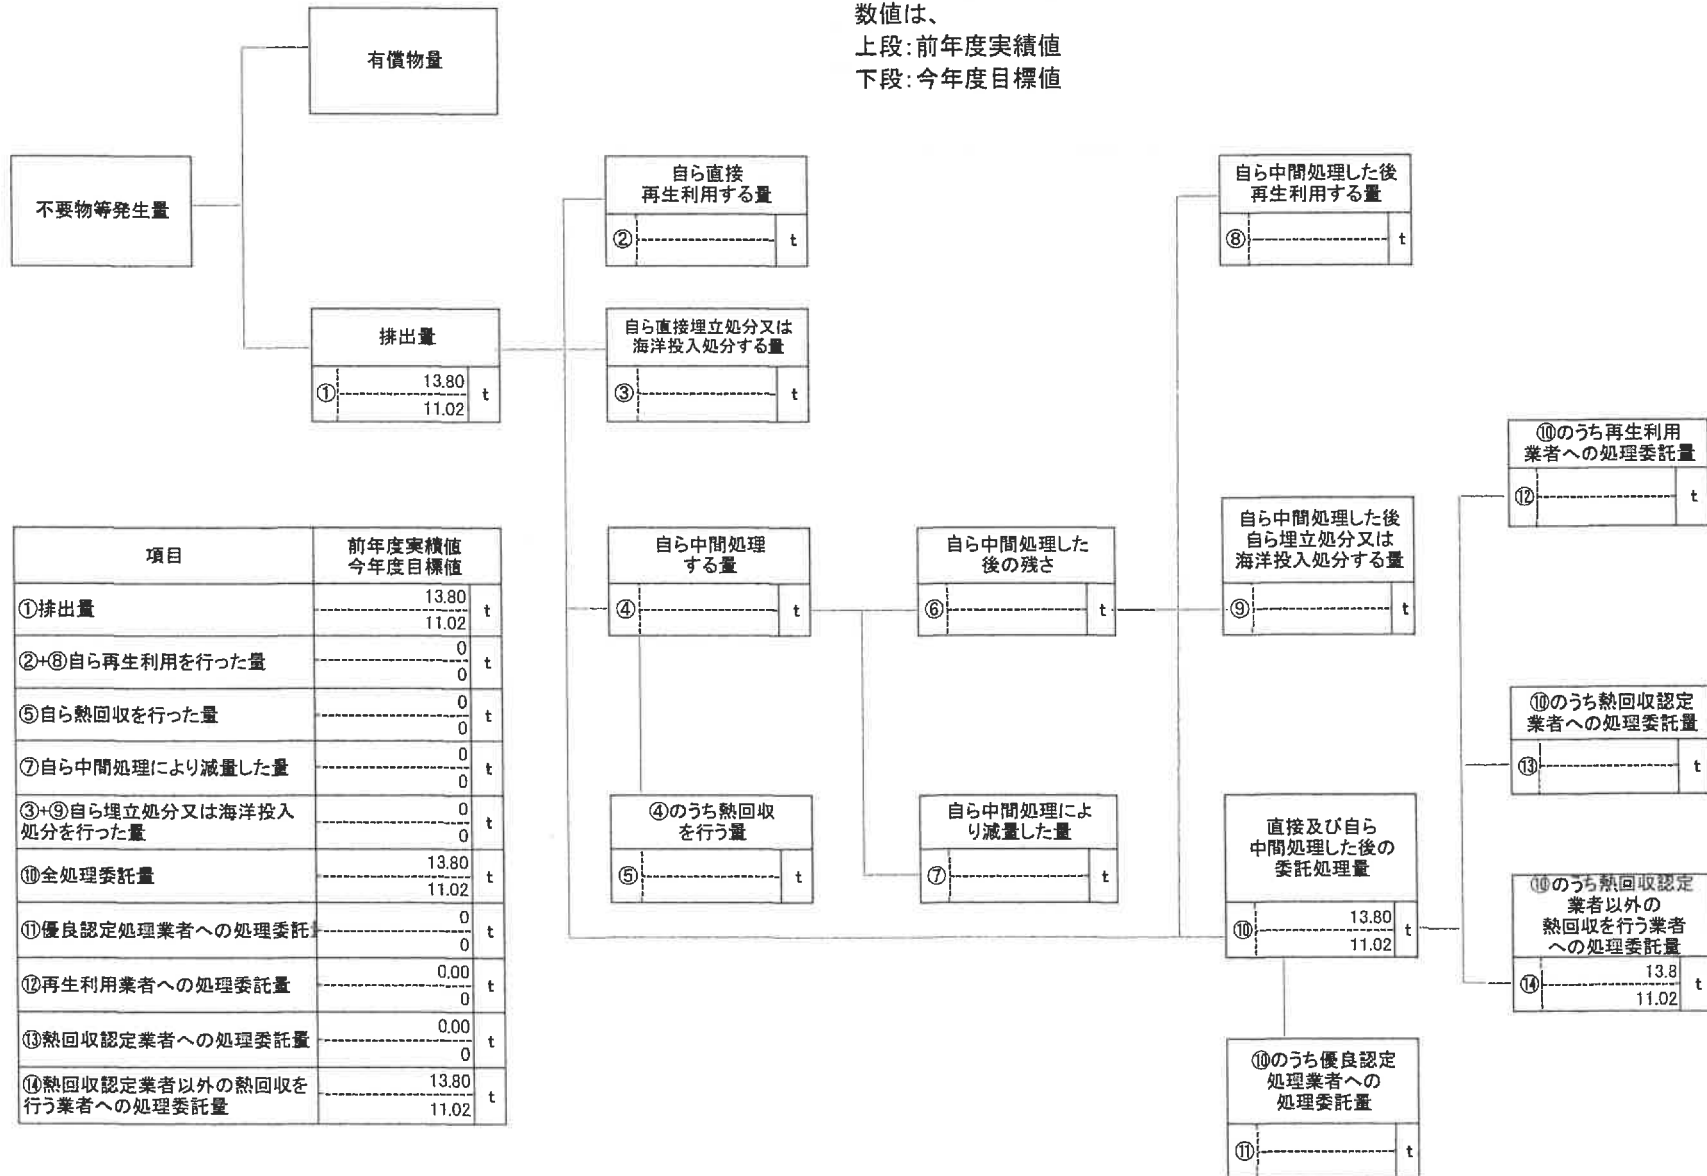 数値は、
上段:前年度実績値
下段:今年度目標値
有償物量
不要物等発生量
排出量
① 13.80 t
11.02
自ら直接
再生利用する量
② t
自ら直接埋立処分又は
海洋投入処分する量
③ t
自ら中間処理した後
再生利用する量
⑧ t
自ら中間処理
する量
④ t
自ら中間処理した
後の残さ
⑥ t
自ら中間処理した後
自ら埋立処分又は
海洋投入処分する量
⑨ t
④のうち熱回収
を行う量
⑤ t
自ら中間処理によ
り減量した量
⑦ t
直接及び自ら
中間処理した後の
委託処理量
⑩ 13.80 t
11.02
⑩のうち優良認定
処理業者への
処理委託量
⑪ t
⑩のうち再生利用
業者への処理委託量
⑫ t
⑩のうち熱回収認定
業者への処理委託量
⑬ t
⑩のうち熱回収認定
業者以外の
熱回収を行う業者
への処理委託量
⑭ 13.8 t
11.02
項目 前年度実績値
今年度目標値
①排出量 13.80 t
11.02
②+⑧自ら再生利用を行った量 0 t
0
⑤自ら熱回収を行った量 0 t
0
⑦自ら中間処理により減量した量 0 t
0
③+⑨自ら埋立処分又は海洋投入 0 t
処分を行った量 0
⑩全処理委託量 13.80 t
11.02
⑪優良認定処理業者への処理委託 0 t
0
⑫再生利用業者への処理委託量 0.00 t
0
⑬熱回収認定業者への処理委託量 0.00 t
0
⑭熱回収認定業者以外の熱回収を 13.80 t
行う業者への処理委託量 11.02